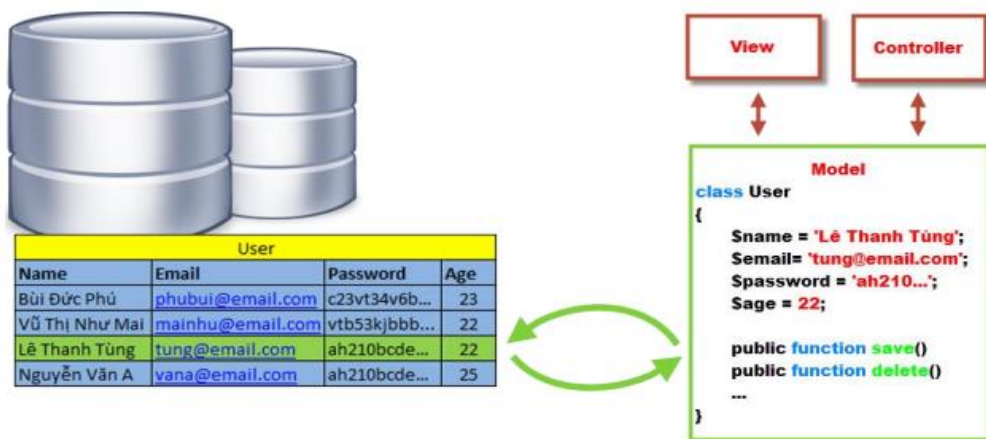 User
Name Email Password Age
Bùi Đức Phú phubui@email.com c23vt34v6b... 23
Vũ Thị Như Mai mainhu@email.com vtb53kjbbb... 22
Lê Thanh Tùng tung@email.com ah210bcde... 22
Nguyễn Văn A vana@email.com ah210bcde... 25
View
Controller
Model
class User
{
$name = 'Lê Thanh Tùng';
$email= 'tung@email.com';
$password = 'ah210...';
$age = 22;
public function save()
public function delete()
...
}